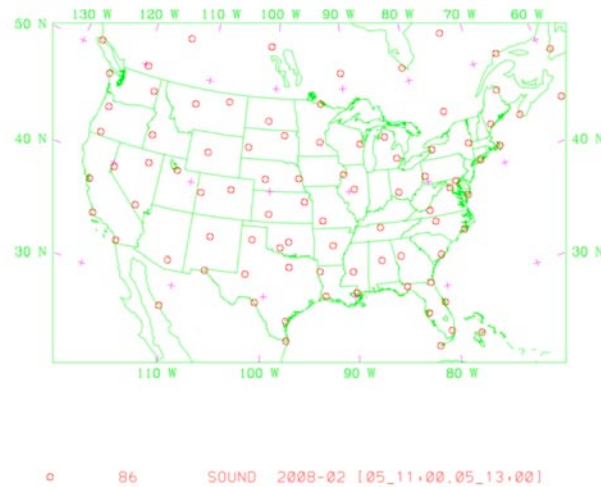 130 W 120 W 110 W 100 W 90 W 80 W 70 W 60 W
50 N
40 N 40 N
30 N 30 N
110 W 100 W 90 W 80 W
86 SOUND 2008-02 [05_11:00,05_13:00]